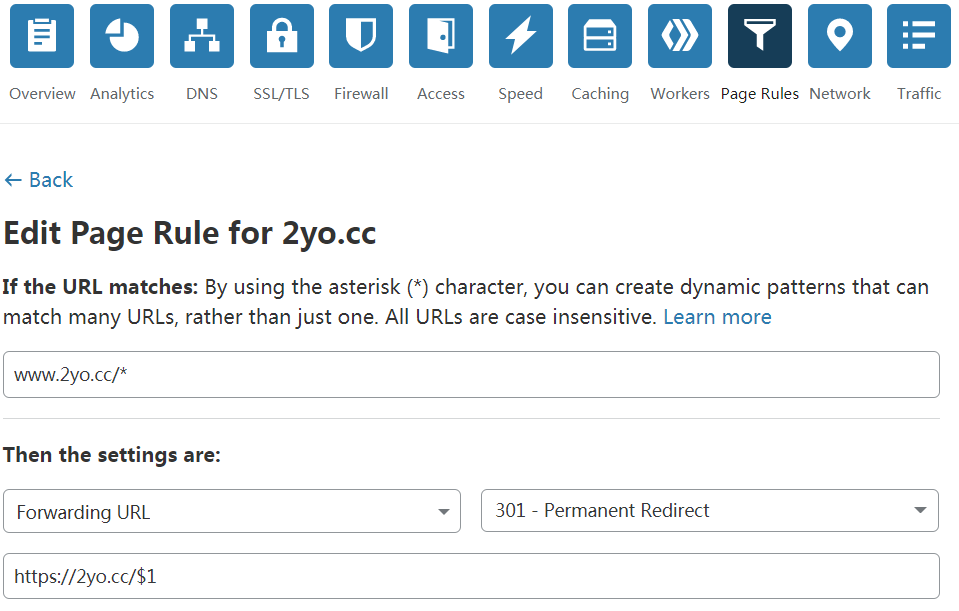 Overview Analytics DNS SSL/TLS Firewall Access Speed Caching Workers Page Rules Network Traffic
← Back
Edit Page Rule for 2yo.cc
If the URL matches: By using the asterisk (*) character, you can create dynamic patterns that can
match many URLs, rather than just one. All URLs are case insensitive. Learn more
www.2yo.cc/*
Then the settings are:
Forwarding URL 301 - Permanent Redirect
https://2yo.cc/$1